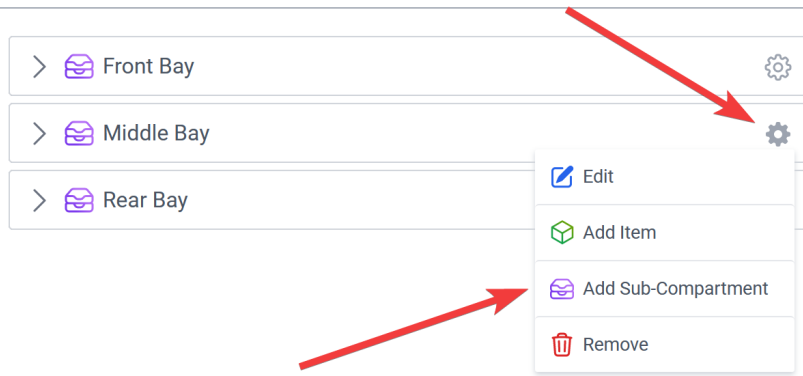 Front Bay
Middle Bay
Rear Bay
Edit
Add Item
Add Sub-Compartment
Remove